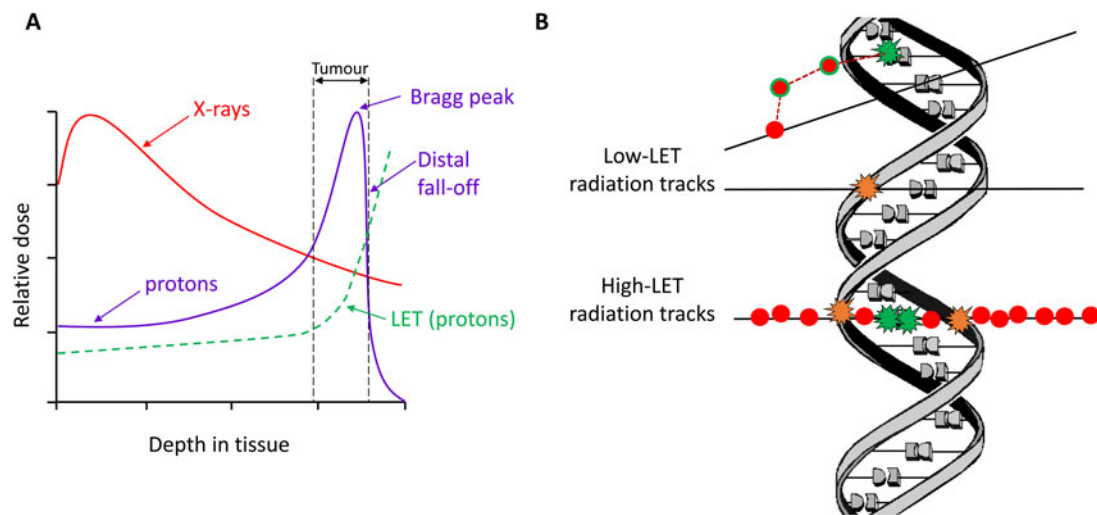 A
Tumour
Bragg peak
X-rays
Distal
fall-off
protons
LET (protons)
Relative dose
Depth in tissue
B
Low-LET
radiation tracks
High-LET
radiation tracks